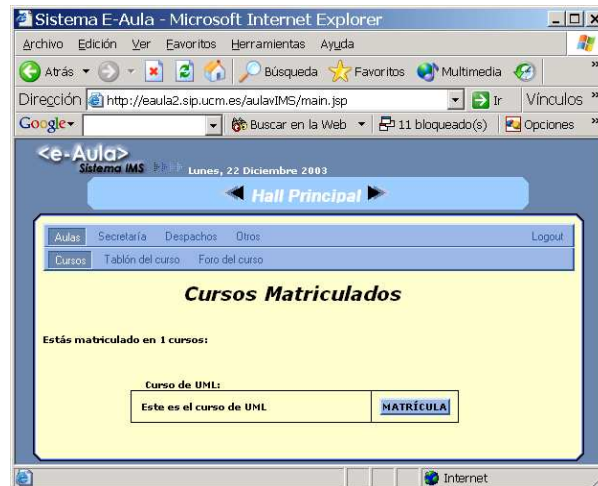 Sistema E-Aula - Microsoft Internet Explorer
Archivo Edición Ver Favoritos Herramientas Ayuda
Atrás Búsqueda Favoritos Multimedia »
Dirección http://eaula2.sip.ucm.es/aulavIMS/main.jsp Ir Vínculos »
Google Buscar en la Web 11 bloqueado(s) Opciones »
<e-Aula>
Sistema IMS Lunes, 22 Diciembre 2003
Hall Principal
Aulas Secretaría Despachos Otros Logout
Cursos Tablón del curso Foro del curso
Cursos Matriculados
Estás matriculado en 1 cursos:
Curso de UML:
Este es el curso de UML MATRÍCULA
Internet